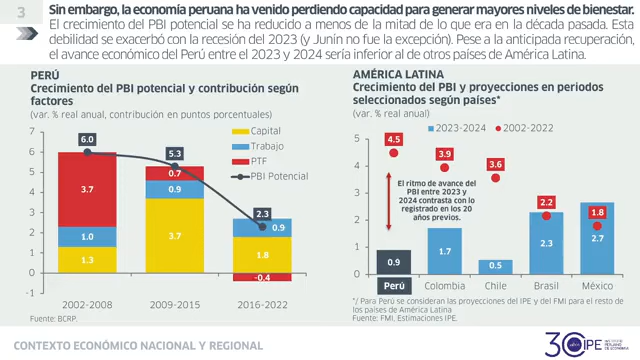 3
Sin embargo, la economía peruana ha venido perdiendo capacidad para generar mayores niveles de bienestar.
El crecimiento del PBI potencial se ha reducido a menos de la mitad de lo que era en la década pasada. Esta
debilidad se exacerbó con la recesión del 2023 (y Junín no fue la excepción). Pese a la anticipada recuperación,
el avance económico del Perú entre el 2023 y 2024 sería inferior al de otros países de América Latina.
PERÚ
Crecimiento del PBI potencial y contribución según
factores
(var. % real anual, contribución en puntos porcentuales)
7
6
5
4
3
2
1
0
-1
6.0
5.3
2.3
3.7
1.0
1.3
0.7
0.9
3.7
0.9
1.8
-0.4
Capital
Trabajo
PTF
PBI Potencial
2002-2008
2009-2015
2016-2022
Fuente: BCRP.
AMÉRICA LATINA
Crecimiento del PBI y proyecciones en periodos
seleccionados según países*
(var. % real anual)
2023-2024
2002-2022
5
4
3
2
1
0
4.5
3.9
3.6
2.2
1.8
El ritmo de avance del
PBI entre 2023 y
2024 contrasta con lo
registrado en los 20
años previos.
0.9
1.7
0.5
2.3
2.7
Perú
Colombia
Chile
Brasil
México
*/ Para Perú se consideran las proyecciones del IPE y del FMI para el resto de
los países de América Latina
Fuente: FMI, Estimaciones IPE.
CONTEXTO ECONÓMICO NACIONAL Y REGIONAL
30
IPE
INSTITUTO
PERUANO
DE ECONOMÍA